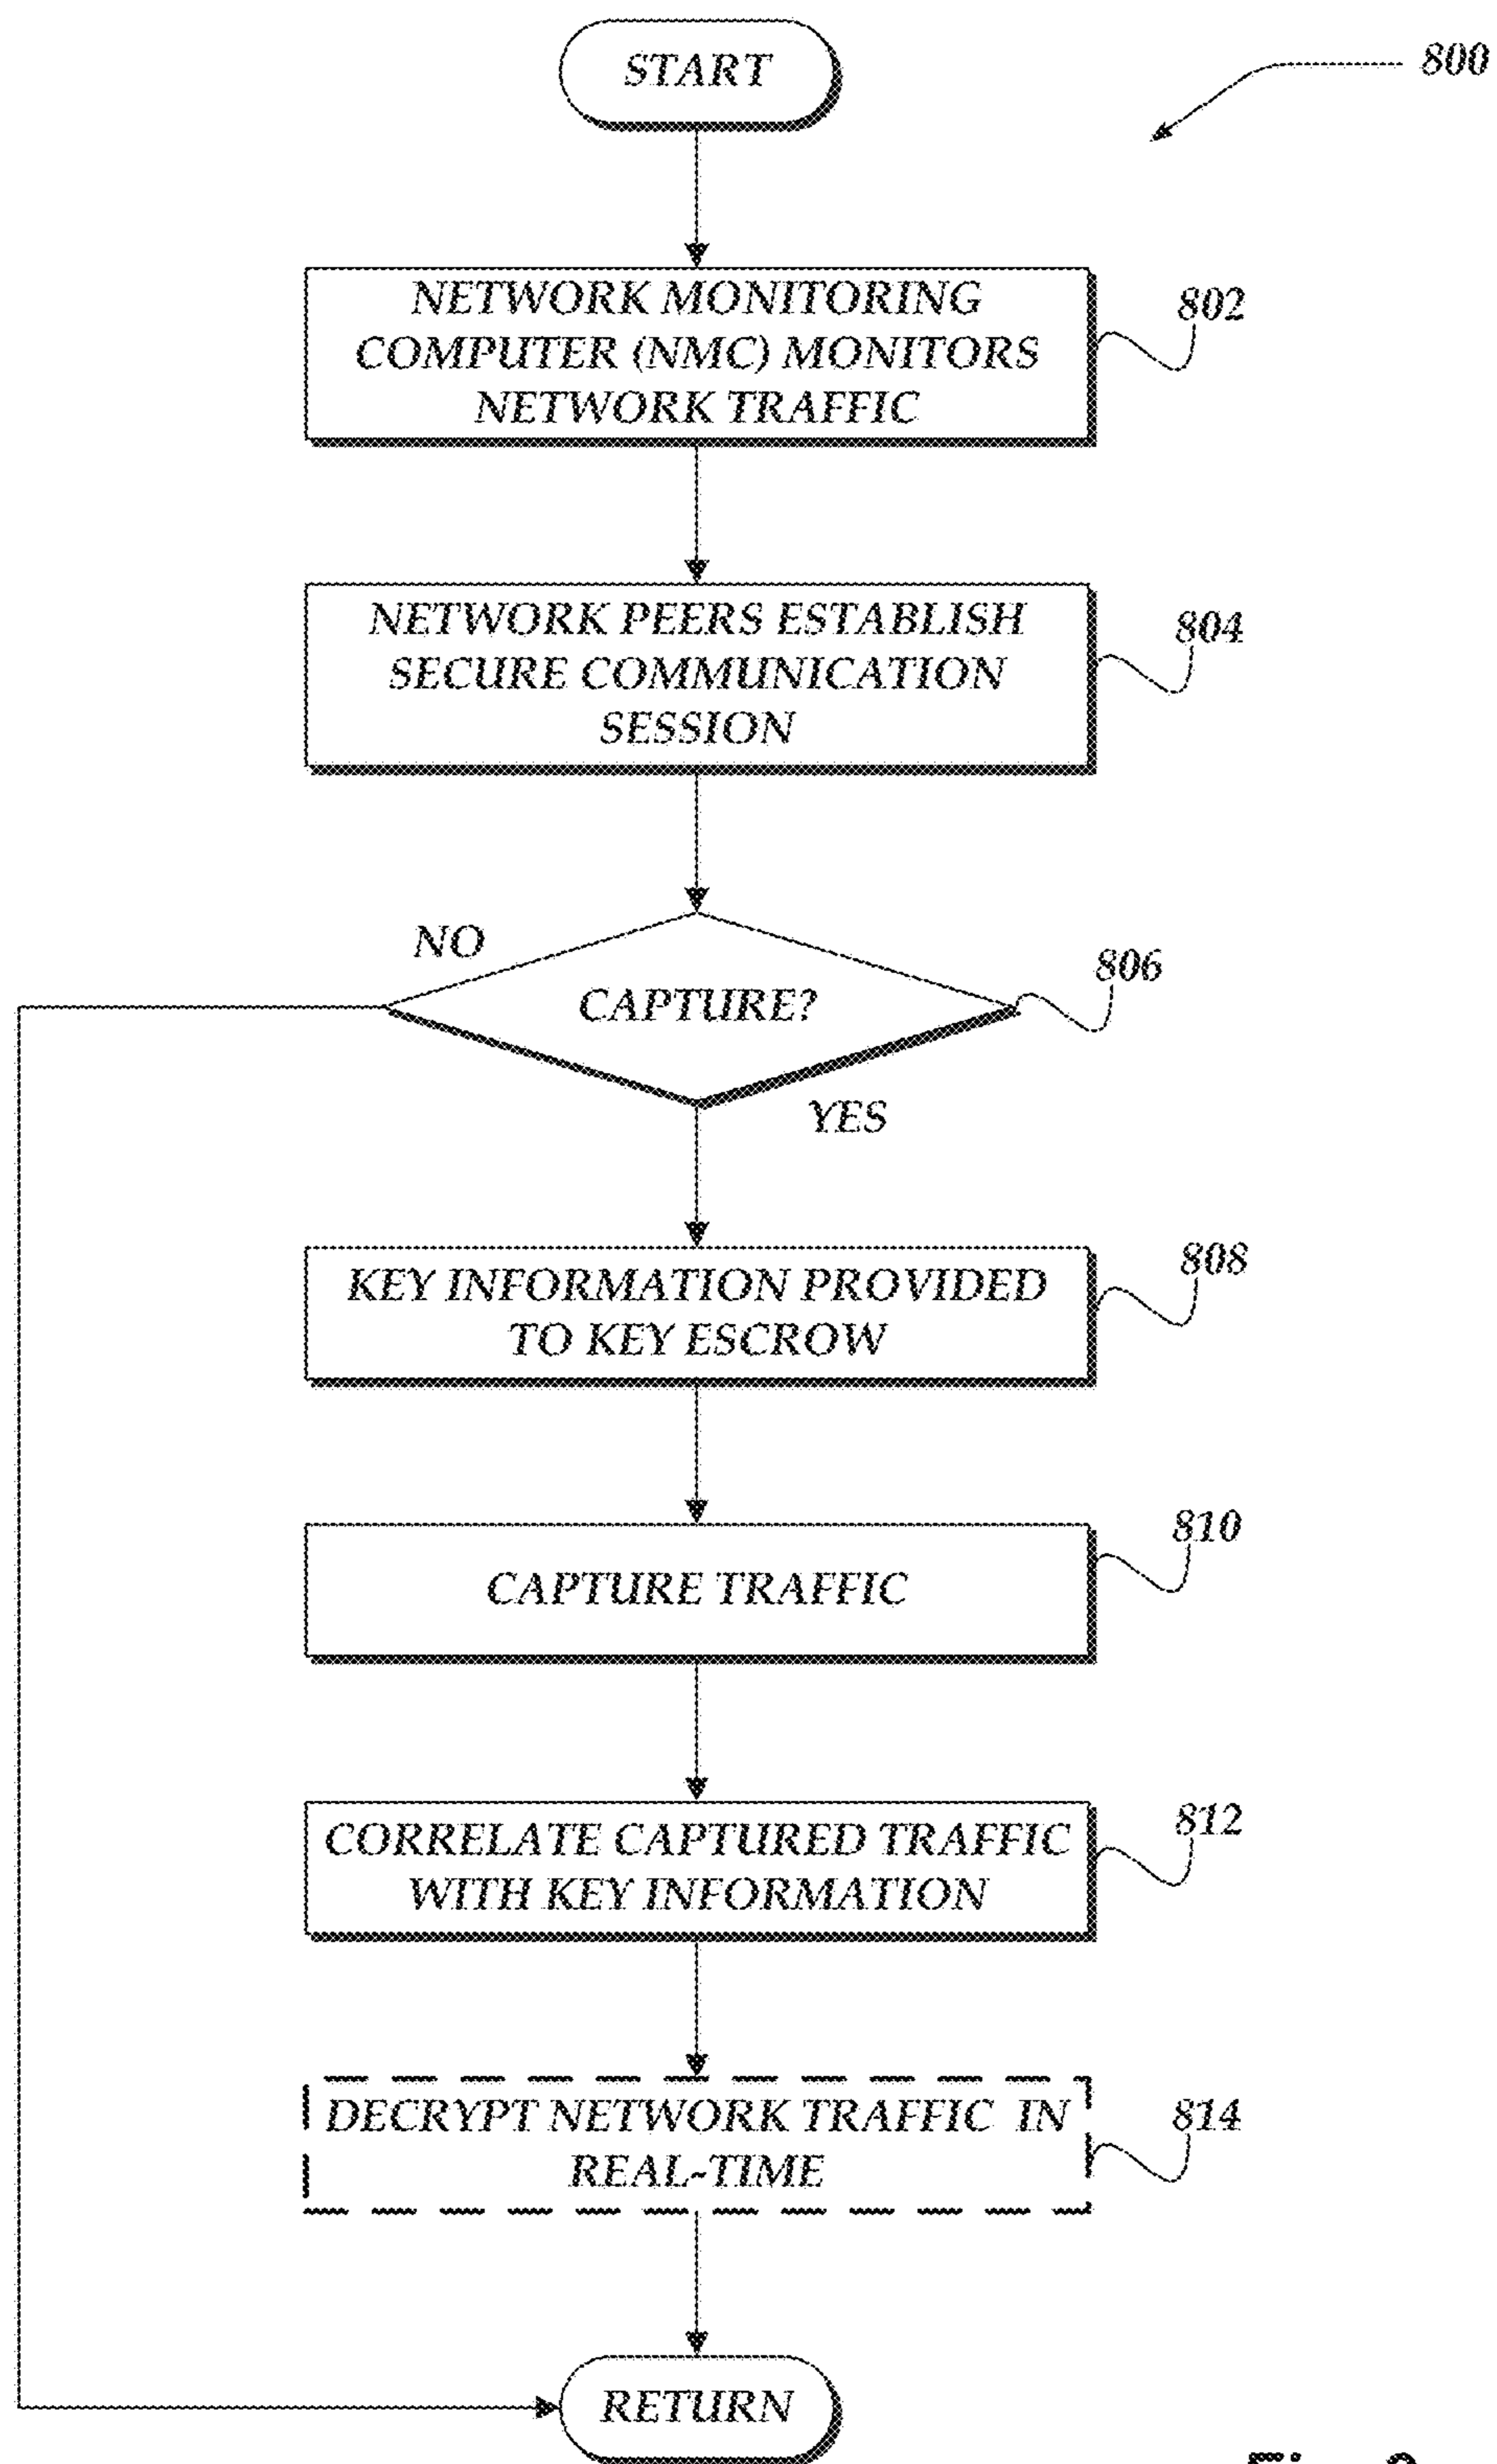 START
800
NETWORK MONITORING
COMPUTER (NMC) MONITORS
NETWORK TRAFFIC
802
NETWORK PEERS ESTABLISH
SECURE COMMUNICATION
SESSION
804
NO
CAPTURE?
806
YES
KEY INFORMATION PROVIDED
TO KEY ESCROW
808
CAPTURE TRAFFIC
810
CORRELATE CAPTURED TRAFFIC
WITH KEY INFORMATION
812
DECRYPT NETWORK TRAFFIC IN
REAL-TIME
814
RETURN